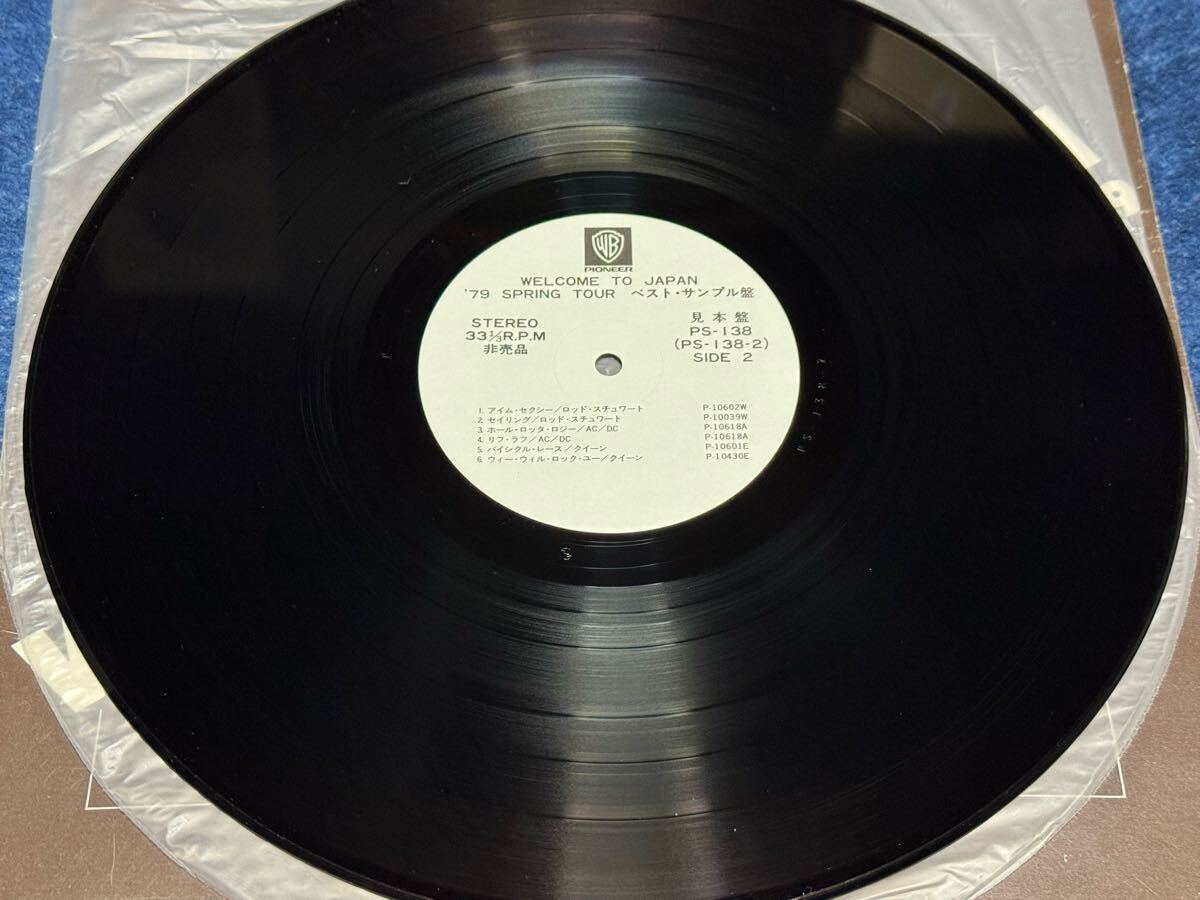 WB
PIONEER
WELCOME TO JAPAN
'79 SPRING TOUR ベスト・サンプル盤
STEREO
33⅓R.P.M
非売品
見本盤
PS-138
(PS-138-2)
SIDE 2
1. アイム・セクシー/ロッド・スチュワート P-10602W
2. セイリング/ロッド・スチュワート P-10039W
3. ホール・ロッタ・ロジー/AC/DC P-10618A
4. リフ・ラフ/AC/DC P-10618A
5. バイシクル・レース/クイーン P-10601E
6. ウィー・ウィル・ロック・ユー/クイーン P-10430E